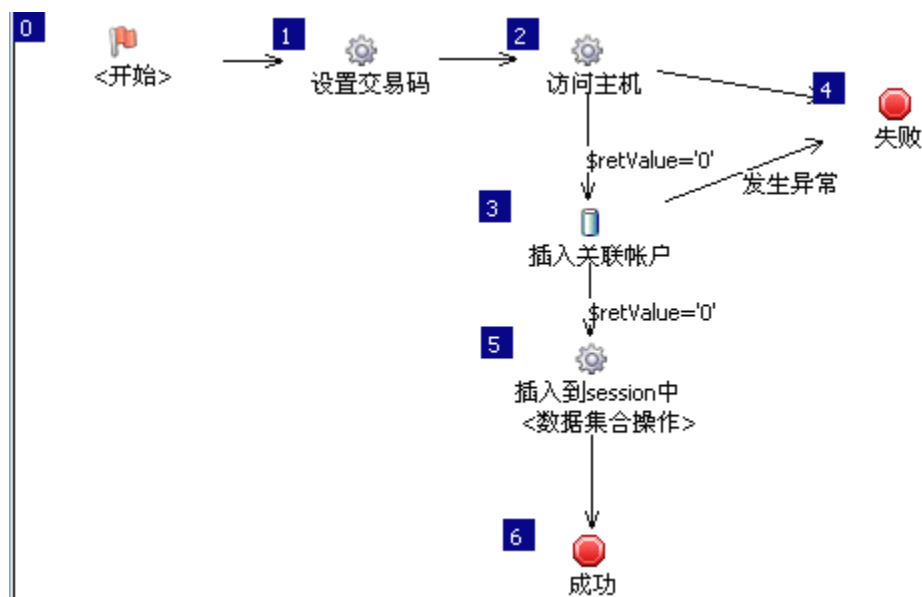 0
<开始>
1
设置交易码
2
访问主机
4
失败
$retValue='0'
发生异常
3
插入关联帐户
$retValue='0'
5
插入到session中
<数据集合操作>
6
成功